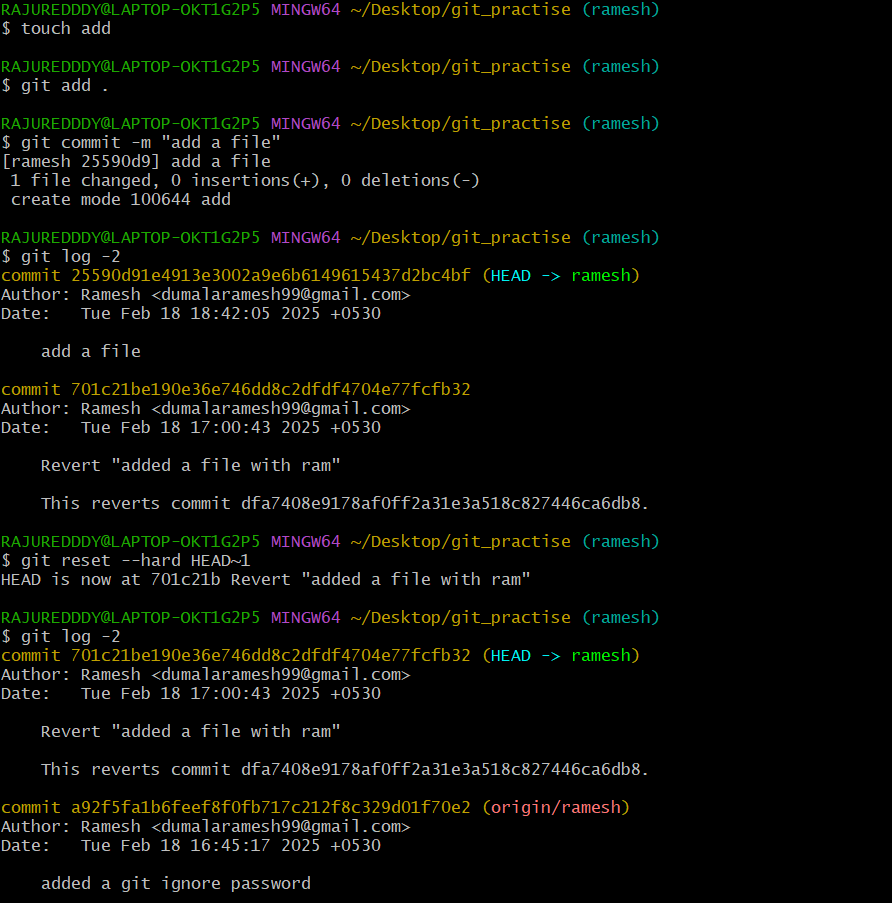 RAJUREDDDY@LAPTOP-OKT1G2P5 MINGW64 ~/Desktop/git_practise (ramesh)
$ touch add
RAJUREDDDY@LAPTOP-OKT1G2P5 MINGW64 ~/Desktop/git_practise (ramesh)
$ git add .
RAJUREDDDY@LAPTOP-OKT1G2P5 MINGW64 ~/Desktop/git_practise (ramesh)
$ git commit -m "add a file"
[ramesh 25590d9] add a file
 1 file changed, 0 insertions(+), 0 deletions(-)
 create mode 100644 add
RAJUREDDDY@LAPTOP-OKT1G2P5 MINGW64 ~/Desktop/git_practise (ramesh)
$ git log -2
commit 25590d91e4913e3002a9e6b6149615437d2bc4bf (HEAD -> ramesh)
Author: Ramesh <dumalaramesh99@gmail.com>
Date:   Tue Feb 18 18:42:05 2025 +0530
    add a file
commit 701c21be190e36e746dd8c2dfdf4704e77fcfb32
Author: Ramesh <dumalaramesh99@gmail.com>
Date:   Tue Feb 18 17:00:43 2025 +0530
    Revert "added a file with ram"
    This reverts commit dfa7408e9178af0ff2a31e3a518c827446ca6db8.
RAJUREDDDY@LAPTOP-OKT1G2P5 MINGW64 ~/Desktop/git_practise (ramesh)
$ git reset --hard HEAD~1
HEAD is now at 701c21b Revert "added a file with ram"
RAJUREDDDY@LAPTOP-OKT1G2P5 MINGW64 ~/Desktop/git_practise (ramesh)
$ git log -2
commit 701c21be190e36e746dd8c2dfdf4704e77fcfb32 (HEAD -> ramesh)
Author: Ramesh <dumalaramesh99@gmail.com>
Date:   Tue Feb 18 17:00:43 2025 +0530
    Revert "added a file with ram"
    This reverts commit dfa7408e9178af0ff2a31e3a518c827446ca6db8.
commit a92f5fa1b6feef8f0fb717c212f8c329d01f70e2 (origin/ramesh)
Author: Ramesh <dumalaramesh99@gmail.com>
Date:   Tue Feb 18 16:45:17 2025 +0530
    added a git ignore password